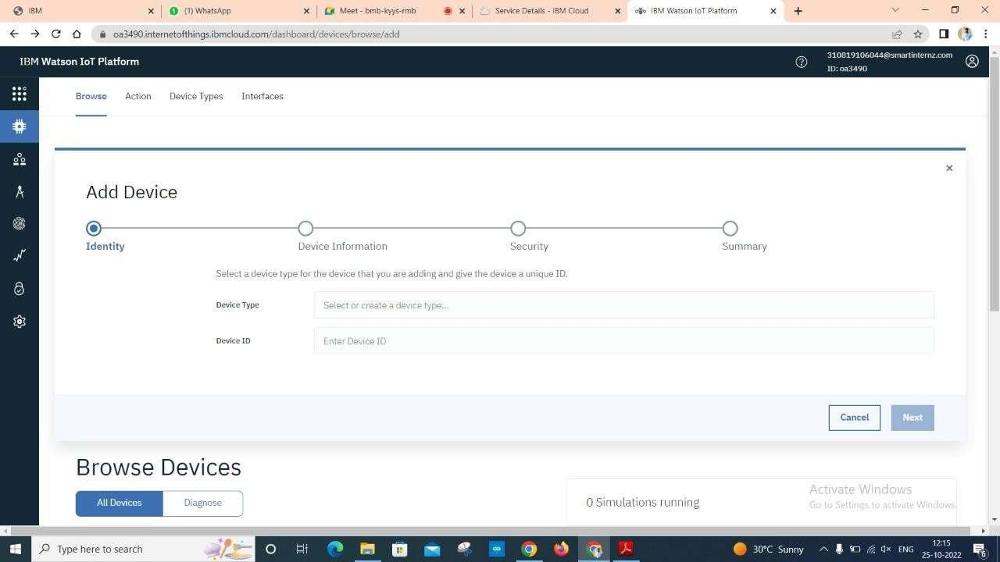 IBM
WhatsApp
Meet - bmb-kyys-rmb
Service Details - IBM Cloud
IBM Watson IoT Platform
oa3490.internetofthings.ibmcloud.com/dashboard/devices/browse/add
IBM Watson IoT Platform
310819106044@smartinternz.com
ID: oa3490
Browse Action Device Types Interfaces
Add Device
Identity Device Information Security Summary
Select a device type for the device that you are adding and give the device a unique ID.
Device Type Select or create a device type...
Device ID Enter Device ID
Cancel Next
Browse Devices
All Devices Diagnose
0 Simulations running
Activate Windows
Go to Settings to activate Windows.
Type here to search
30°C Sunny
ENG
12:15
25-10-2022
6